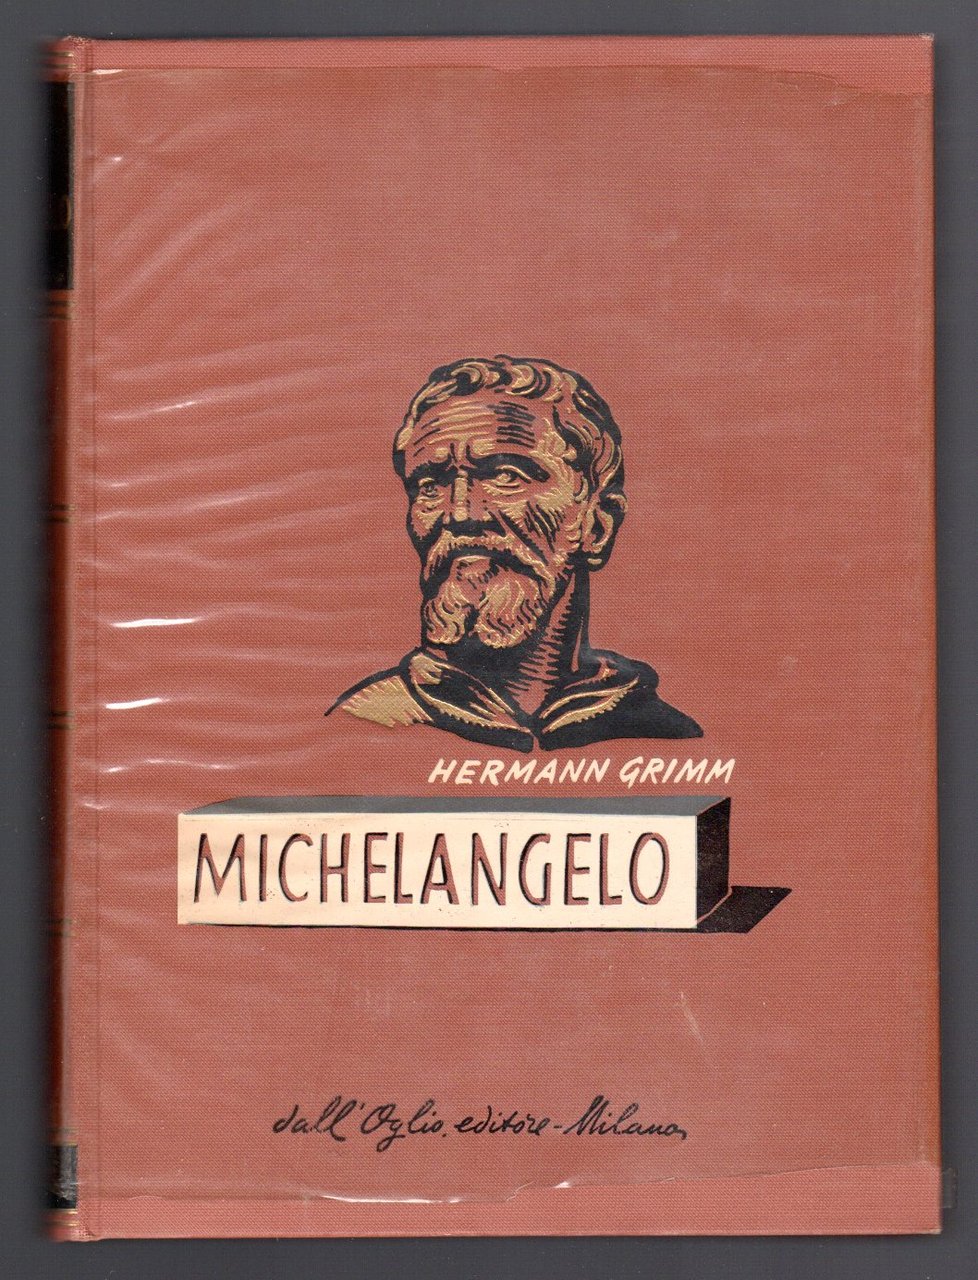 HERMANN GRIMM
MICHELANGELO
dall'Oglio, editore - Milano